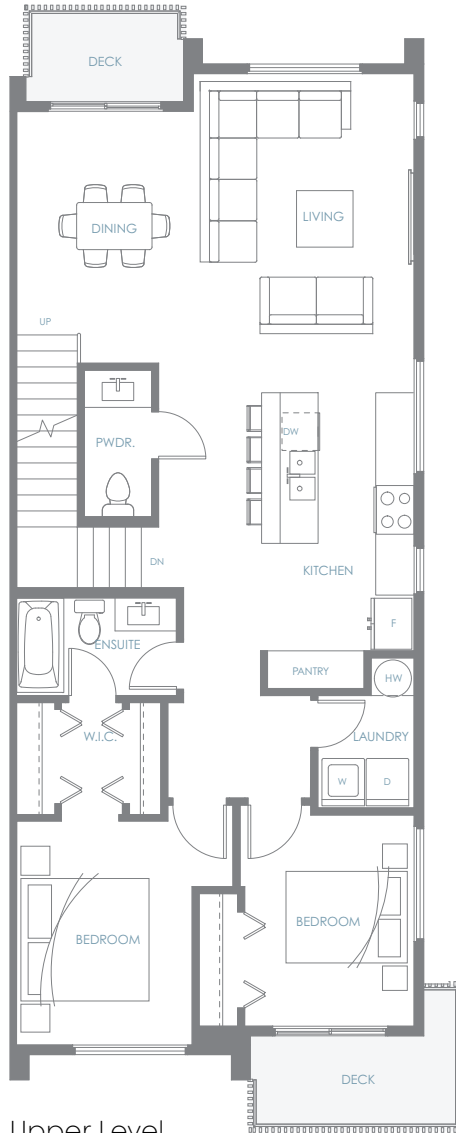 DECK
DINING
LIVING
UP
PWDR.
DW
DN
KITCHEN
F
ENSUITE
PANTRY
HW
W.I.C.
LAUNDRY
W
D
BEDROOM
BEDROOM
DECK
Upper Level